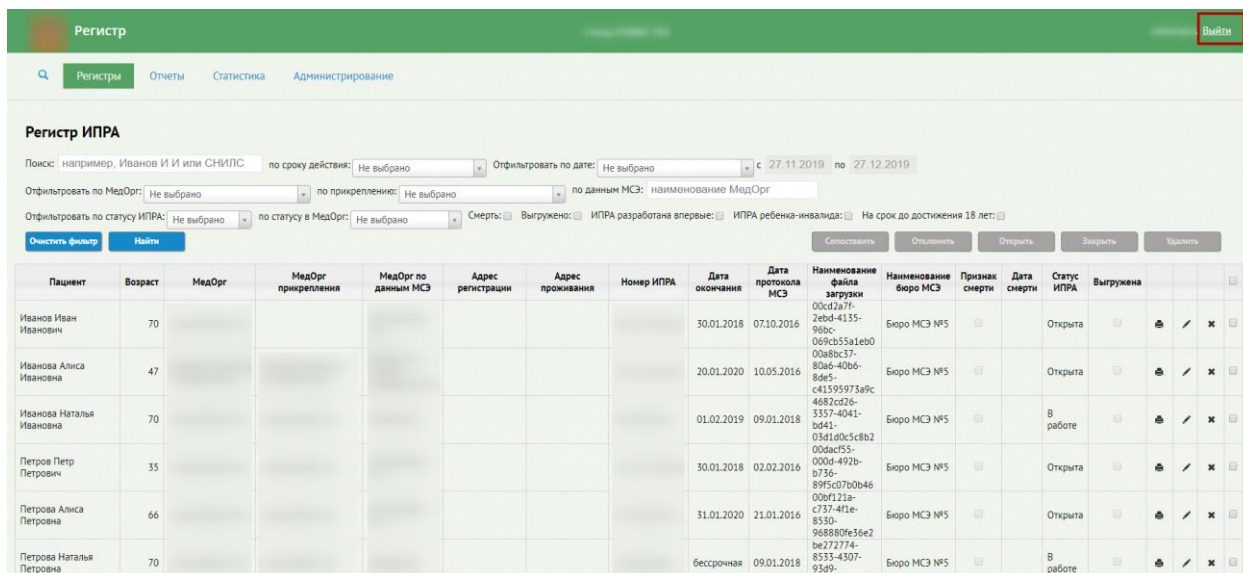 Регистр Выйти
Регистры Отчеты Статистика Администрирование
Регистр ИПРА
Поиск: например, Иванов И И или СНИЛС по сроку действия: Не выбрано Отфильтровать по дате: Не выбрано с 27.11.2019 по 27.12.2019
Отфильтровать по МедОрг: Не выбрано по прикреплению: Не выбрано по данным МСЭ: наименование МедОрг
Отфильтровать по статусу ИПРА: Не выбрано по статусу в МедОрг: Не выбрано Смерть: Выгружено: ИПРА разработана впервые: ИПРА ребенка-инвалида: На срок до достижения 18 лет:
Очистить фильтр Найти Сопоставить Отклонить Открыть Закрыть Удалить
Пациент Возраст МедОрг МедОрг прикрепления МедОрг по данным МСЭ Адрес регистрации Адрес проживания Номер ИПРА Дата окончания Дата протокола МСЭ Наименование файла загрузки Наименование бюро МСЭ Признак смерти Дата смерти Статус ИПРА Выгружена
Иванов Иван Иванович 70 30.01.2018 07.10.2016 00cd2a7f-2ebd-4135-96bc-069cb55a1eb0 Бюро МСЭ №5 Открыта
Иванова Алиса Ивановна 47 20.01.2020 10.05.2016 00a8bc37-80a6-40b6-8de5-c41595973a9c Бюро МСЭ №5 Открыта
Иванова Наталья Ивановна 70 01.02.2019 09.01.2018 4682cd26-3357-4041-bd41-03d1d0c5c8b2 Бюро МСЭ №5 В работе
Петров Петр Петрович 35 30.01.2018 02.02.2016 00dacf55-000d-492b-b736-89f5c07b0b46 Бюро МСЭ №5 Открыта
Петрова Алиса Петровна 66 31.01.2020 21.01.2016 00bf121a-c737-4f1e-8530-968880fe36e2 Бюро МСЭ №5 Открыта
Петрова Наталья Петровна 70 бессрочная 09.01.2018 be272774-8533-4307-93d9- Бюро МСЭ №5 В работе